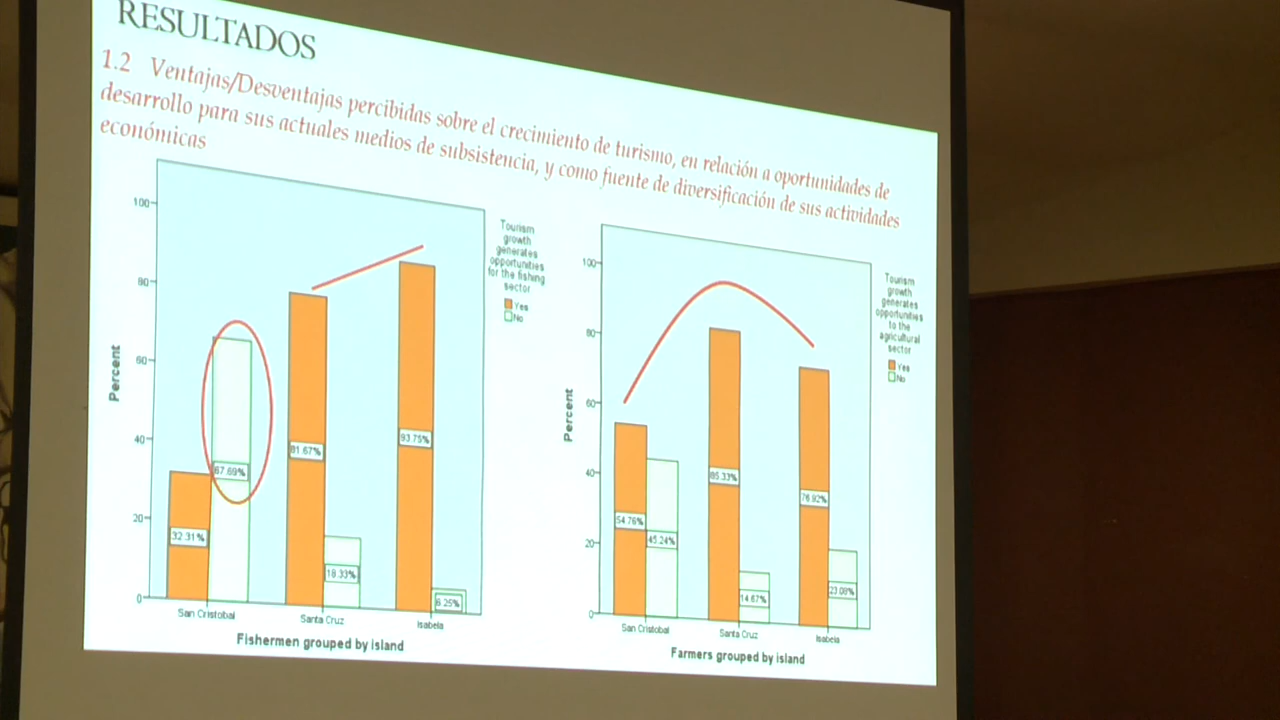 RESULTADOS
1.2 Ventajas/Desventajas percibidas sobre el crecimiento de turismo, en relación a oportunidades de
desarrollo para sus actuales medios de subsistencia, y como fuente de diversificación de sus actividades
económicas
100
80
60
40
20
0
Percent
32.31%
67.69%
81.67%
18.33%
93.75%
6.25%
San Cristobal
Santa Cruz
Isabela
Fishermen grouped by island
Tourism
growth
generates
opportunities
for the fishing
sector
Yes
No
100
80
60
40
20
0
Percent
54.76%
45.24%
85.33%
14.67%
76.92%
23.08%
San Cristobal
Santa Cruz
Isabela
Farmers grouped by island
Tourism
growth
generates
opportunities
to the
agricultural
sector
Yes
No